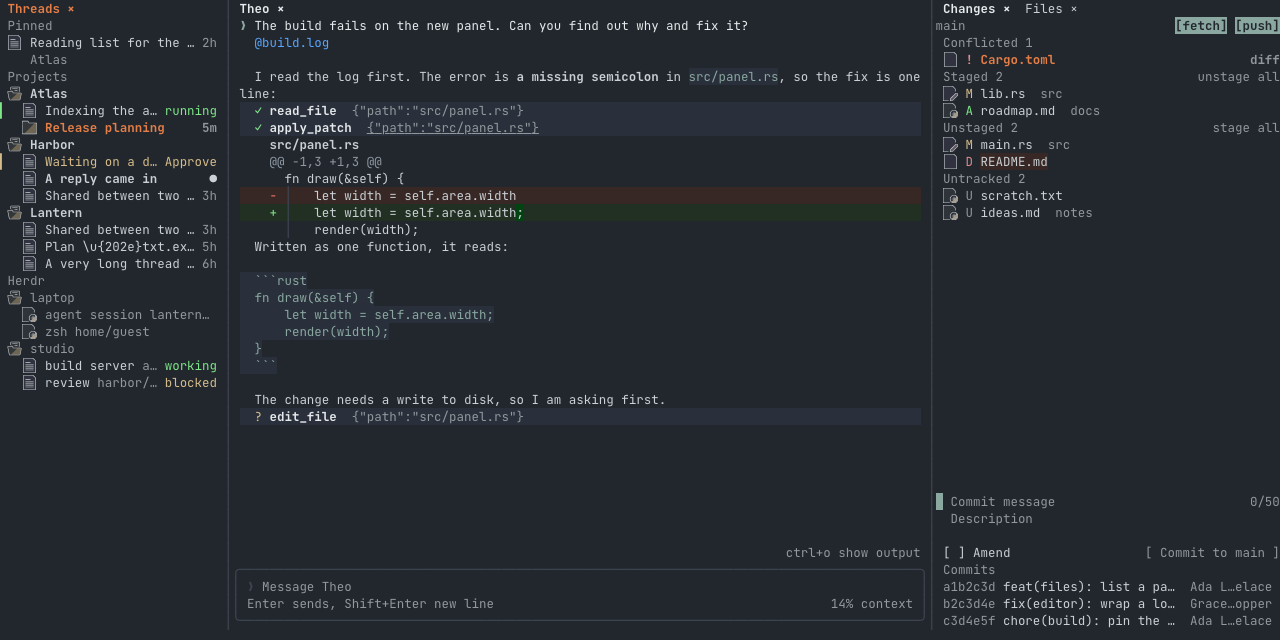 Threads ×
Pinned
Reading list for the … 2h
Atlas
Projects
Atlas
Indexing the a… running
Release planning 5m
Harbor
Waiting on a d… Approve
A reply came in ●
Shared between two … 3h
Lantern
Shared between two … 3h
Plan \u{202e}txt.ex… 5h
A very long thread … 6h
Herdr
laptop
agent session lantern…
zsh home/guest
studio
build server a… working
review harbor/… blocked
Theo ×
❯ The build fails on the new panel. Can you find out why and fix it?
@build.log
I read the log first. The error is a missing semicolon in src/panel.rs, so the fix is one
line:
✓ read_file {"path":"src/panel.rs"}
✓ apply_patch {"path":"src/panel.rs"}
src/panel.rs
@@ -1,3 +1,3 @@
fn draw(&self) {
- let width = self.area.width
+ let width = self.area.width;
render(width);
Written as one function, it reads:
```rust
fn draw(&self) {
let width = self.area.width;
render(width);
}
```
The change needs a write to disk, so I am asking first.
? edit_file {"path":"src/panel.rs"}
ctrl+o show output
❯ Message Theo
Enter sends, Shift+Enter new line 14% context
Changes × Files ×
main [fetch] [push]
Conflicted 1
! Cargo.toml diff
Staged 2 unstage all
M lib.rs src
A roadmap.md docs
Unstaged 2 stage all
M main.rs src
D README.md
Untracked 2
U scratch.txt
U ideas.md notes
Commit message 0/50
Description
[ ] Amend [ Commit to main ]
Commits
a1b2c3d feat(files): list a pa… Ada L…elace
b2c3d4e fix(editor): wrap a lo… Grace…opper
c3d4e5f chore(build): pin the … Ada L…elace